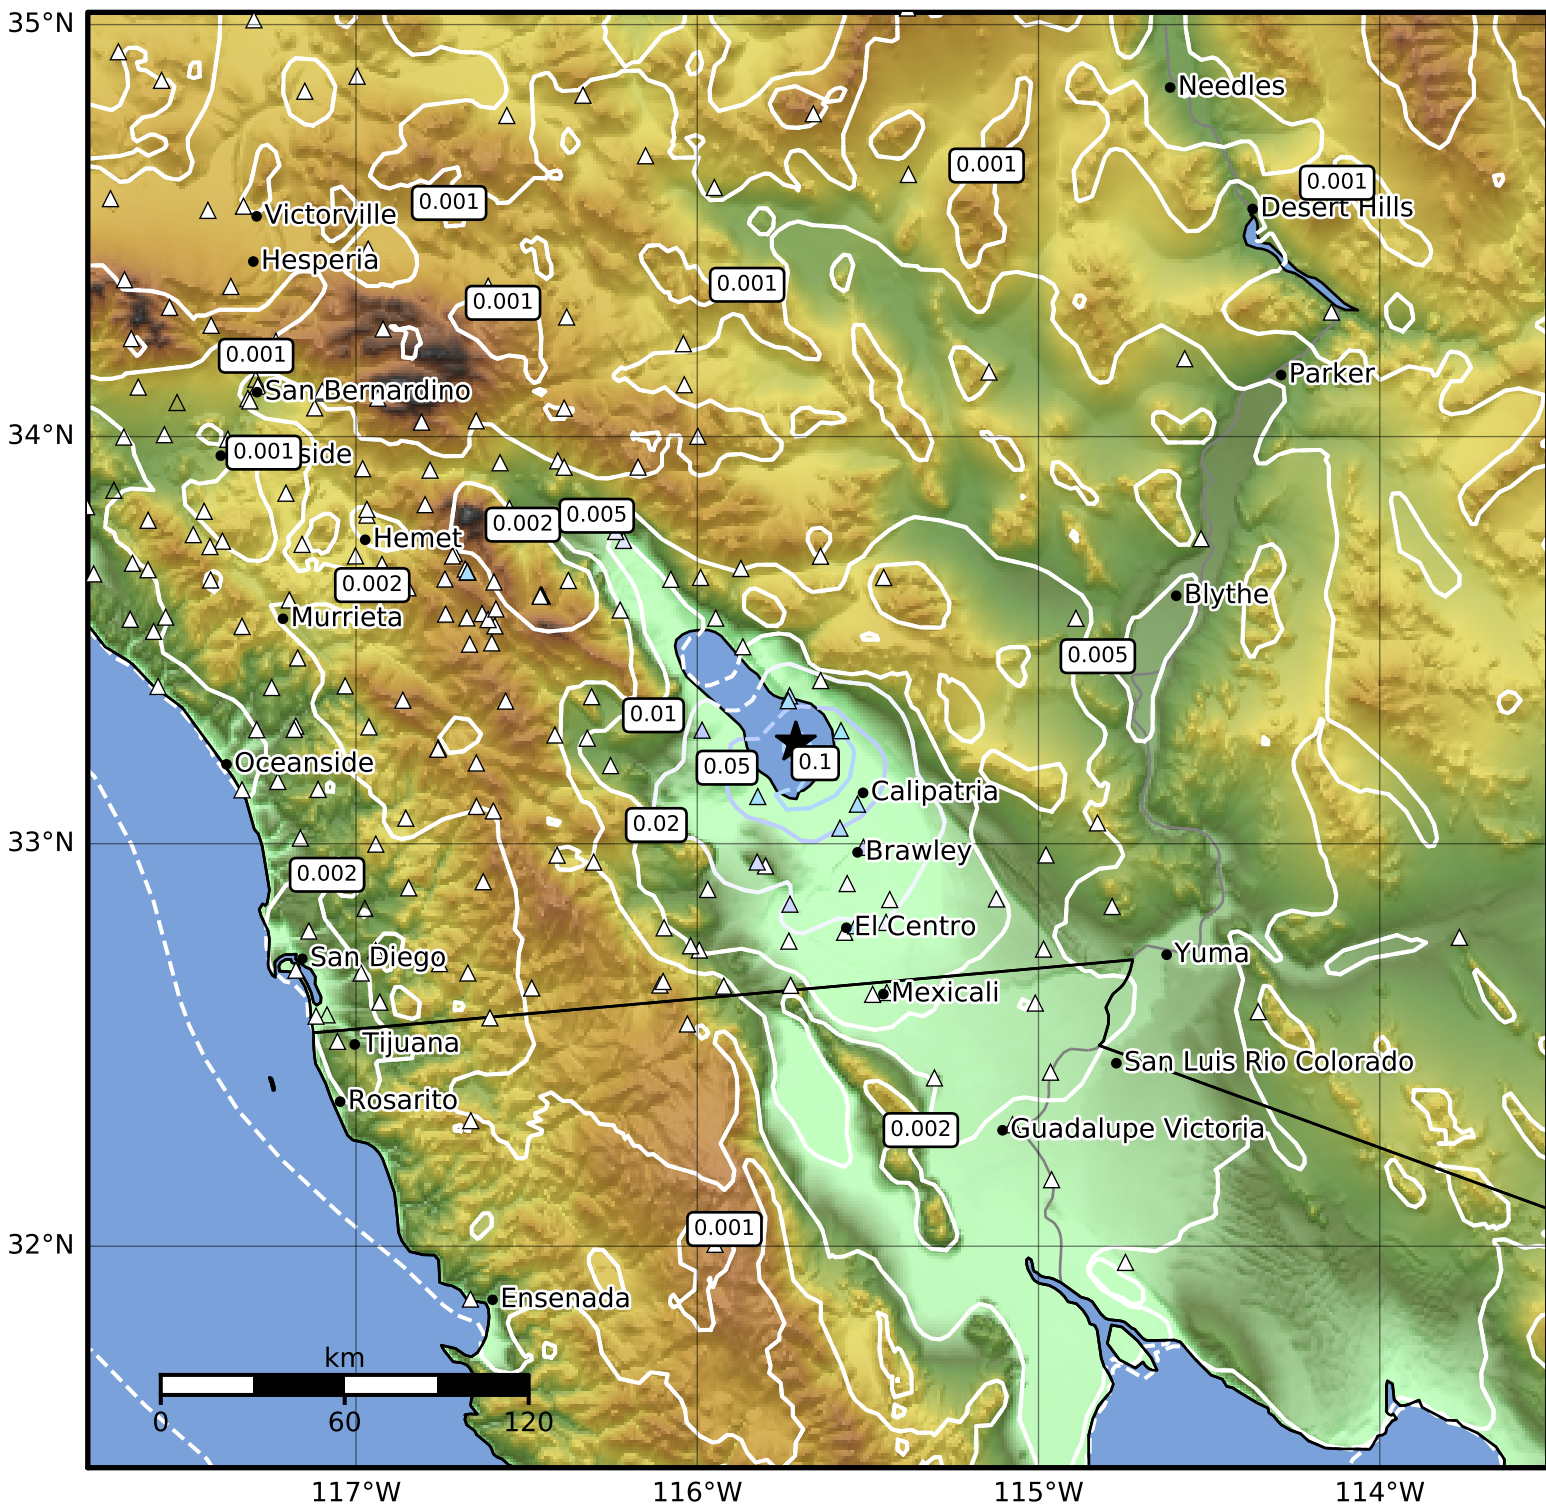 35°N
Needles
0.001
0.001
0.001
Desert Hills
Victorville
Hesperia
0.001
0.001
0.001
Parker
San Bernardino
34°N
0.001
side
0.005
0.002
Hemet
0.002
Blythe
Murrieta
0.005
0.01
Oceanside
0.05
0.1
Calipatria
0.02
33°N
Brawley
0.002
El Centro
San Diego
Yuma
Mexicali
Tijuana
San Luis Rio Colorado
Rosarito
0.002
Guadalupe Victoria
0.001
32°N
Ensenada
km
0
60
120
117°W
116°W
115°W
114°W